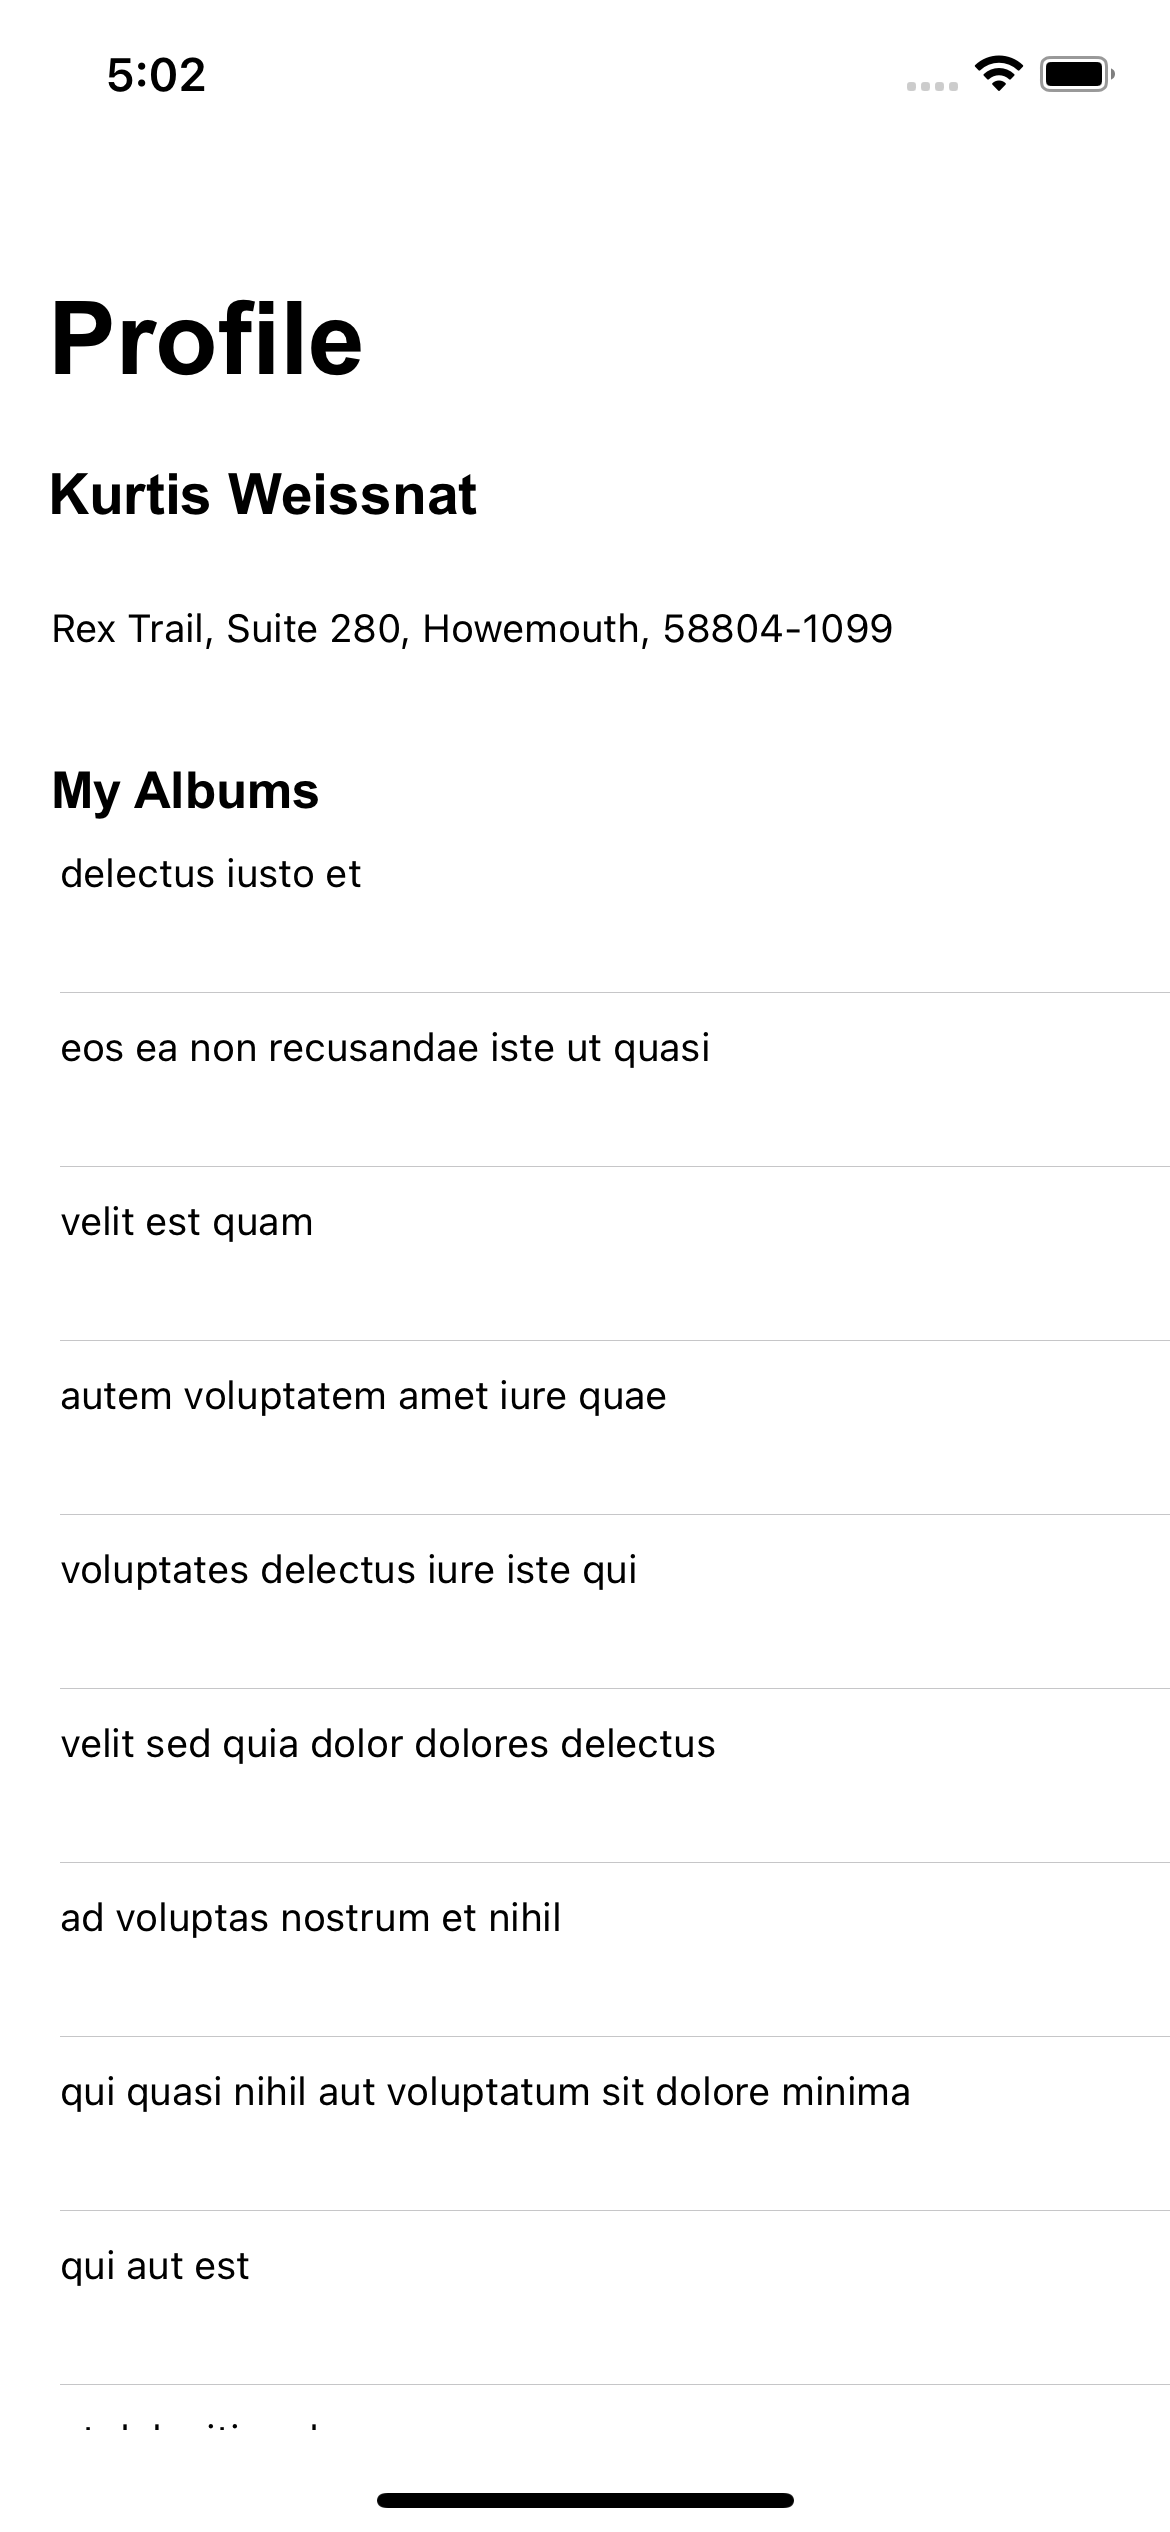 5:02
Profile
Kurtis Weissnat
Rex Trail, Suite 280, Howemouth, 58804-1099
My Albums
delectus iusto et
eos ea non recusandae iste ut quasi
velit est quam
autem voluptatem amet iure quae
voluptates delectus iure iste qui
velit sed quia dolor dolores delectus
ad voluptas nostrum et nihil
qui quasi nihil aut voluptatum sit dolore minima
qui aut est